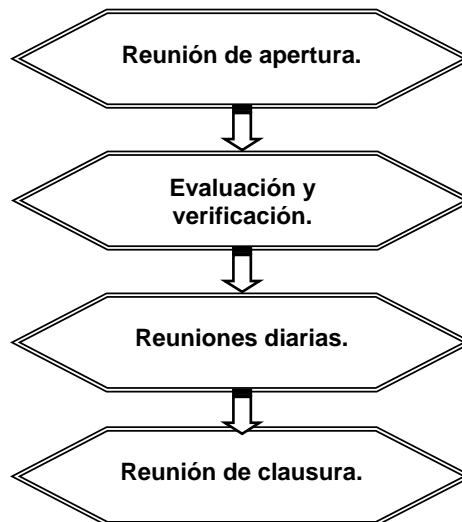 Reunión de apertura.
Evaluación y
verificación.
Reuniones diarias.
Reunión de clausura.